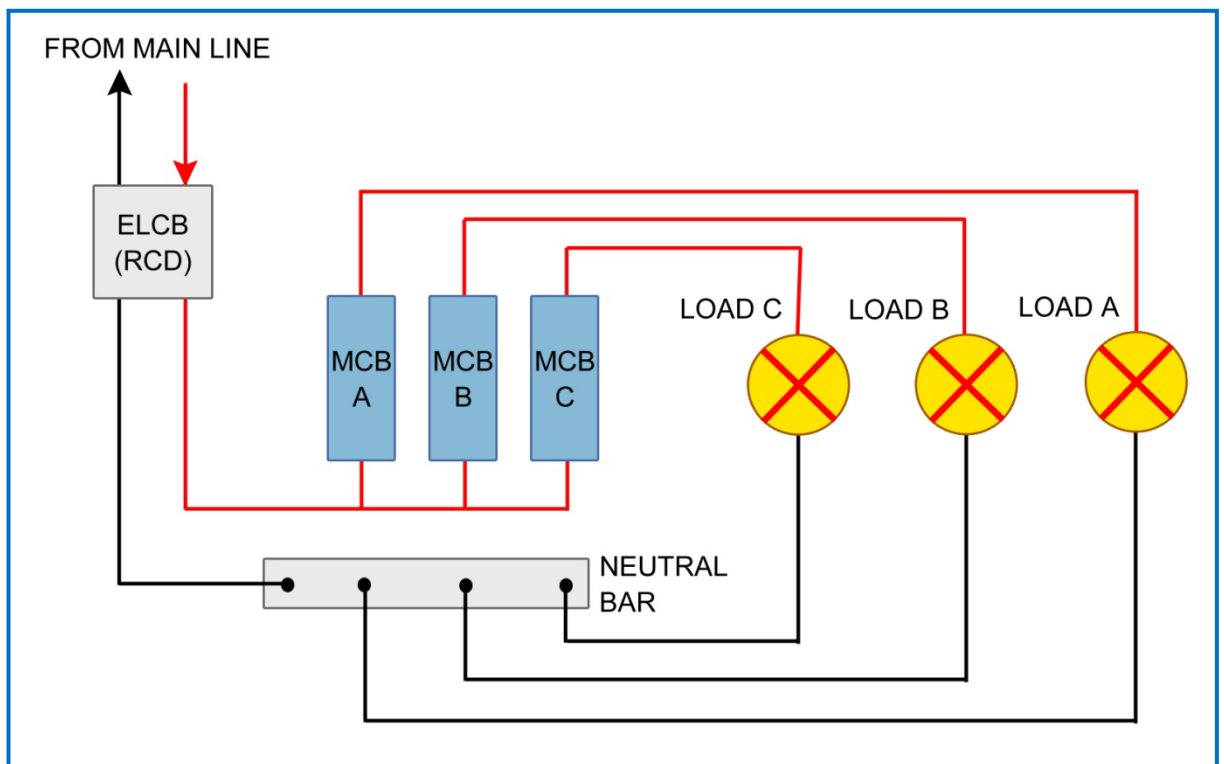 FROM MAIN LINE
ELCB
(RCD)
MCB
A
MCB
B
MCB
C
LOAD C
LOAD B
LOAD A
NEUTRAL
BAR